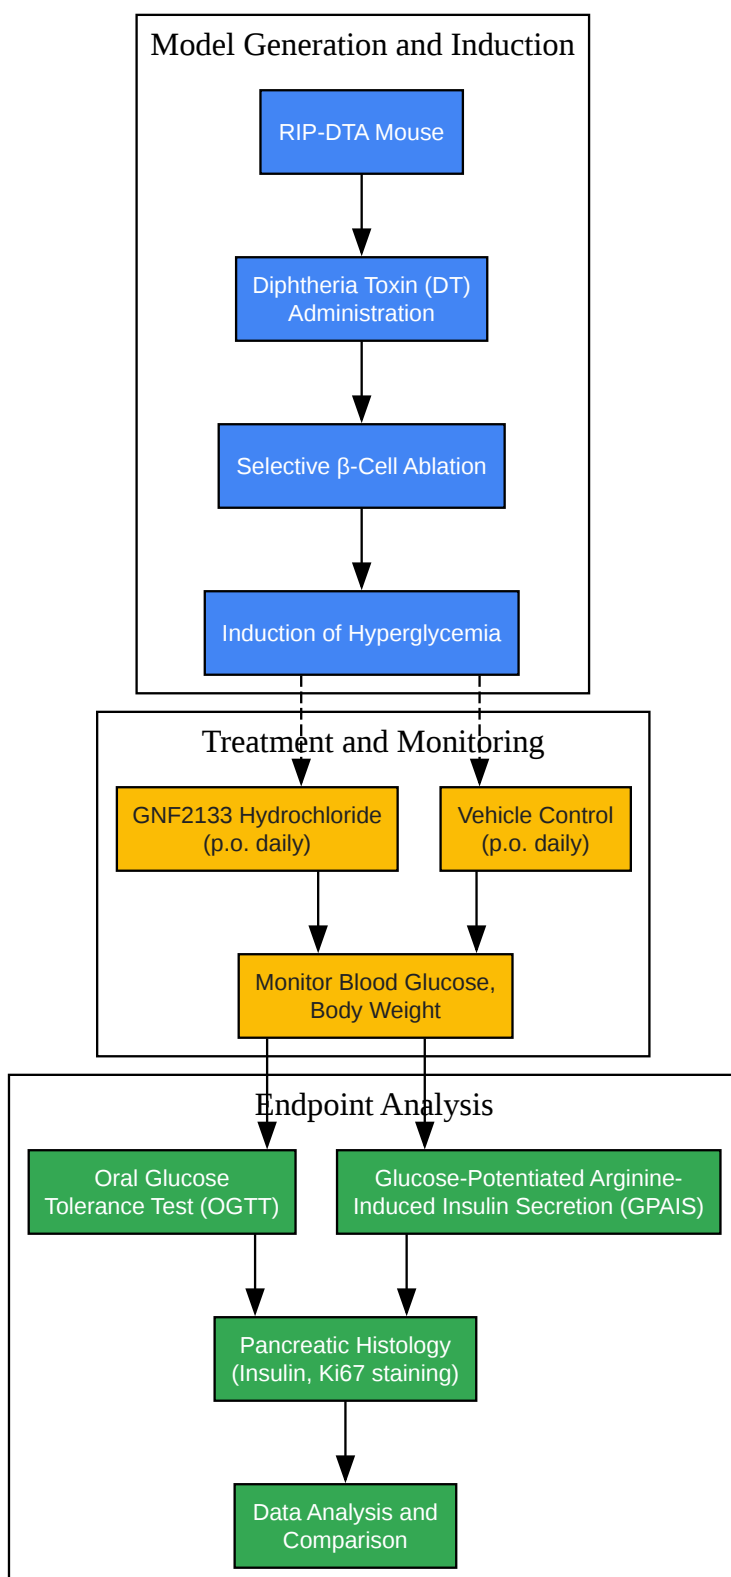 Model Generation and Induction
RIP-DTA Mouse
Diphtheria Toxin (DT)
Administration
Selective β-Cell Ablation
Induction of Hyperglycemia
Treatment and Monitoring
GNF2133 Hydrochloride
(p.o. daily)
Vehicle Control
(p.o. daily)
Monitor Blood Glucose,
Body Weight
Endpoint Analysis
Oral Glucose
Tolerance Test (OGTT)
Glucose-Potentiated Arginine-
Induced Insulin Secretion (GPAIS)
Pancreatic Histology
(Insulin, Ki67 staining)
Data Analysis and
Comparison